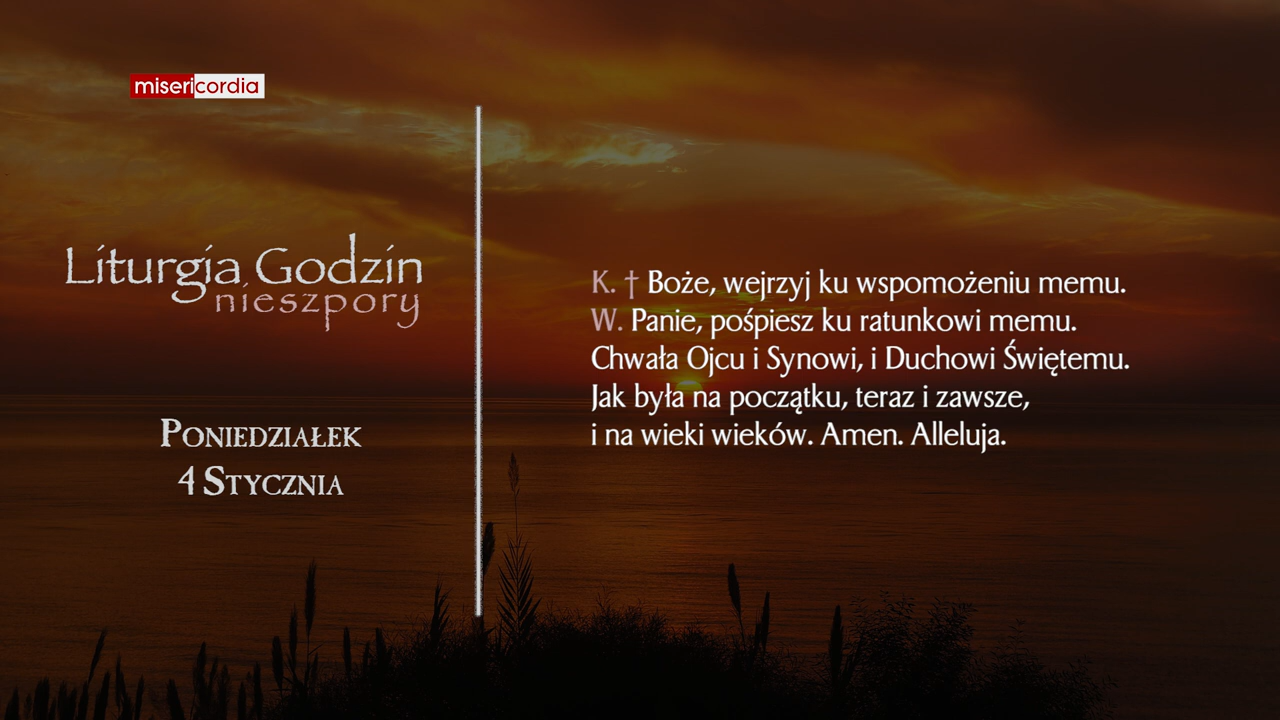 misericordia
Liturgia Godzin
nieszpory
Poniedziałek
4 Stycznia
K. † Boże, wejrzyj ku wspomożeniu memu.
W. Panie, pośpiesz ku ratunkowi memu.
Chwała Ojcu i Synowi, i Duchowi Świętemu.
Jak była na początku, teraz i zawsze,
i na wieki wieków. Amen. Alleluja.